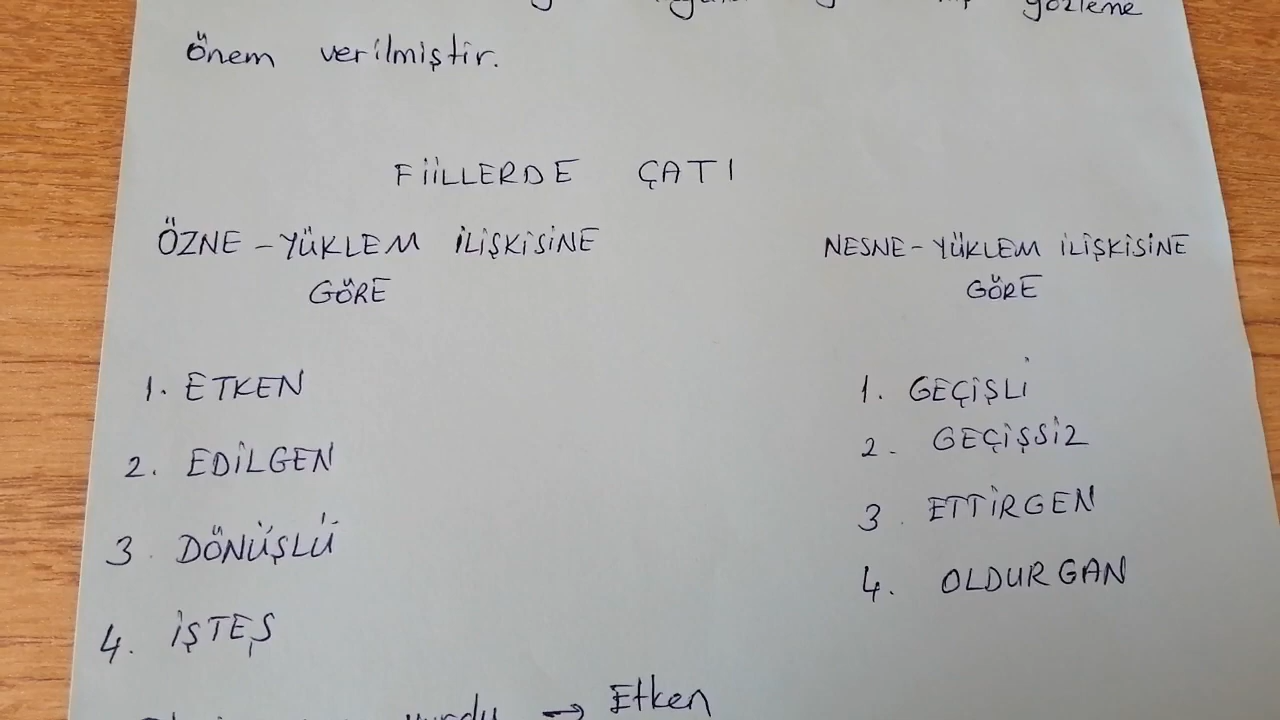 gözleme
önem verilmiştir.
FİİLLERDE ÇATI
ÖZNE-YÜKLEM İLİŞKİSİNE
GÖRE
1. ETKEN
2. EDİLGEN
3. DÖNÜŞLÜ
4. İŞTEŞ
NESNE-YÜKLEM İLİŞKİSİNE
GÖRE
1. GEÇİŞLİ
2. GEÇİŞSİZ
3. ETTİRGEN
4. OLDURGAN
→ Etken